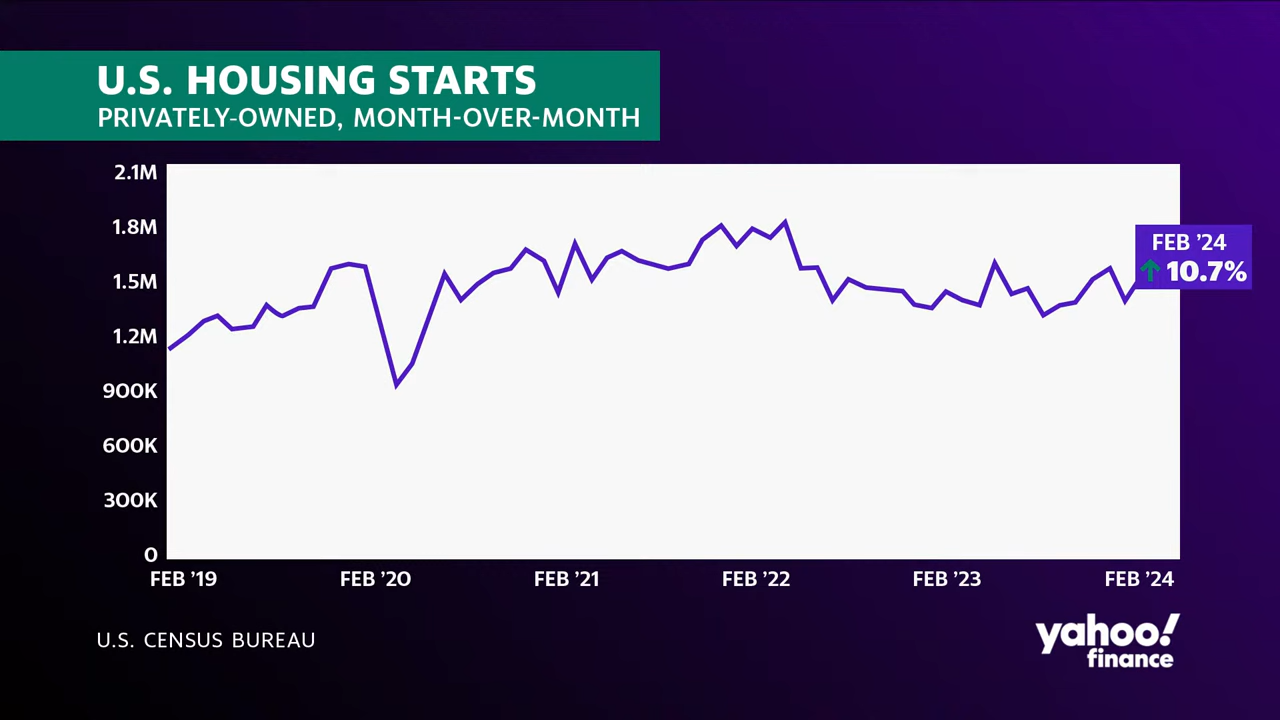 U.S. HOUSING STARTS
PRIVATELY-OWNED, MONTH-OVER-MONTH
2.1M
1.8M
1.5M
1.2M
900K
600K
300K
0
FEB ’24
↑ 10.7%
FEB ’19
FEB ’20
FEB ’21
FEB ’22
FEB ’23
FEB ’24
U.S. CENSUS BUREAU
yahoo!
finance